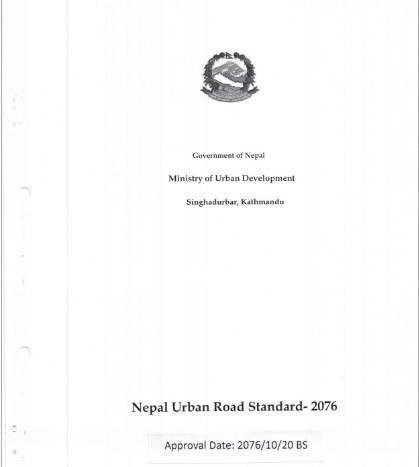 Government of Nepal
Ministry of Urban Development
Singhadurbar, Kathmandu
Nepal Urban Road Standard- 2076
Approval Date: 2076/10/20 BS